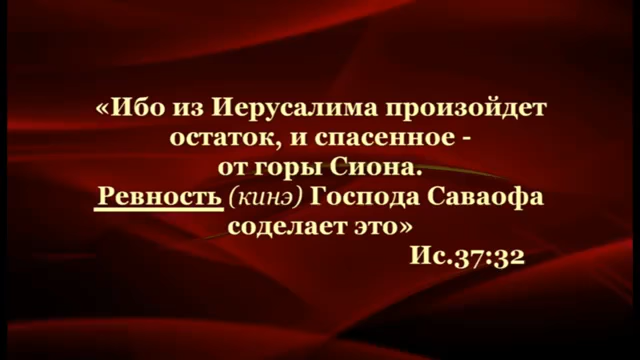 «Ибо из Иерусалима произойдет
остаток, и спасенное -
от горы Сиона.
Ревность (кинэ) Господа Саваофа
соделает это»
Ис.37:32